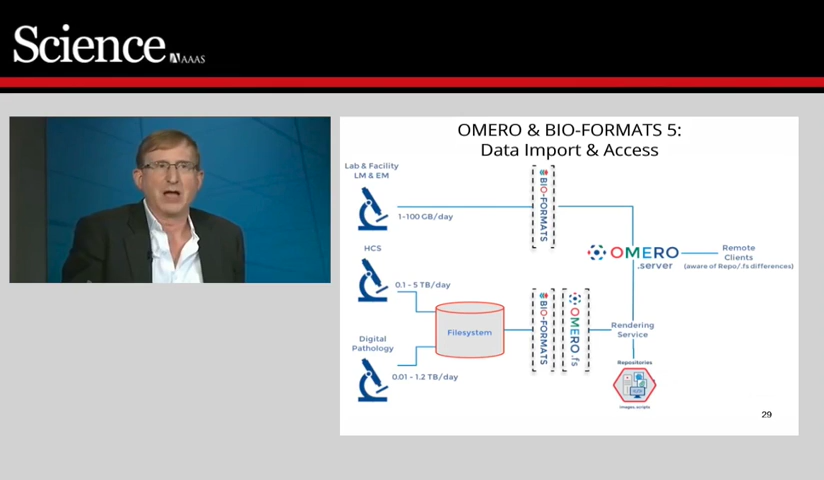 Science
AAAS
OMERO & BIO-FORMATS 5:
Data Import & Access
Lab & Facility
LM & EM
1-100 GB/day
BIO-FORMATS
HCS
0.1 - 5 TB/day
OMERO
.server
Remote
Clients
(aware of Repo/.fs differences)
Filesystem
BIO-FORMATS
OMERO.fs
Rendering
Service
Digital
Pathology
0.01 - 1.2 TB/day
Repositories
Images, scripts
29